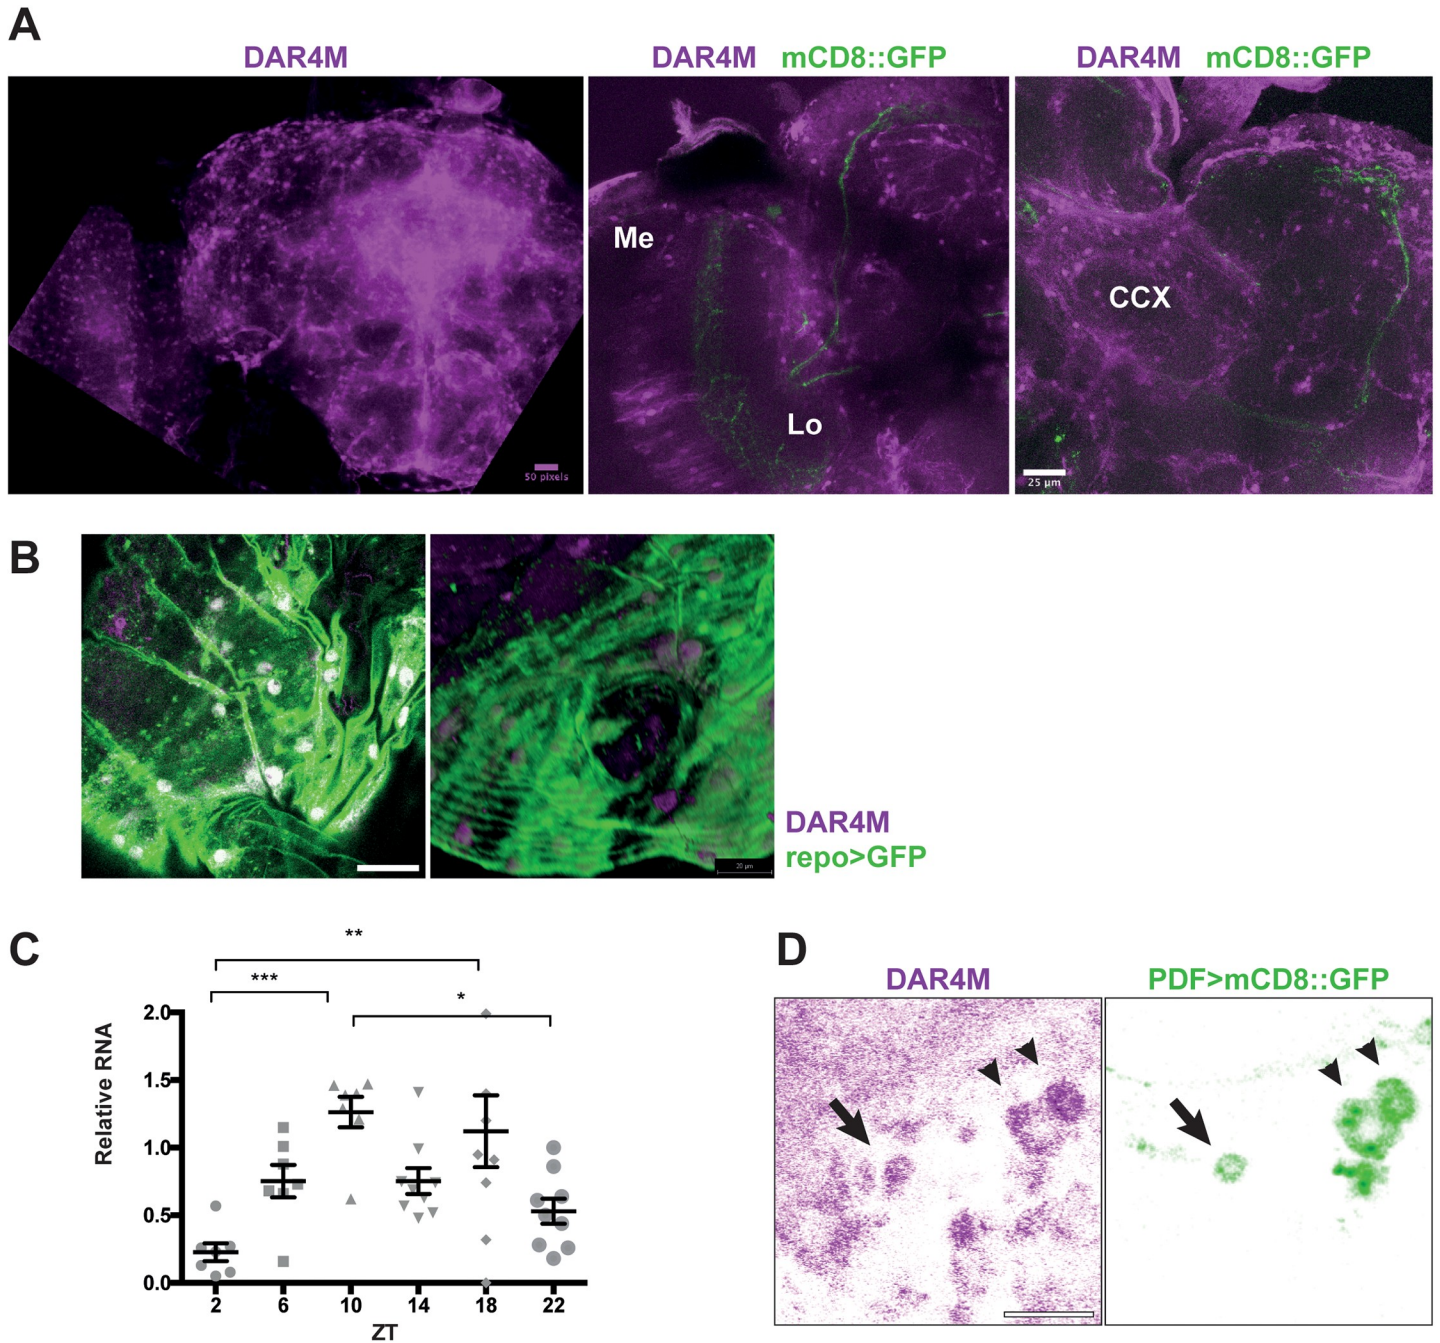 A
DAR4M
DAR4M mCD8::GFP
DAR4M mCD8::GFP
Me
Lo
CCX
50 pixels
25 µm
B
DAR4M
repo>GFP
20 µm
C
**
***
*
2.0
1.5
1.0
0.5
0.0
Relative RNA
2 6 10 14 18 22
ZT
D
DAR4M
PDF>mCD8::GFP